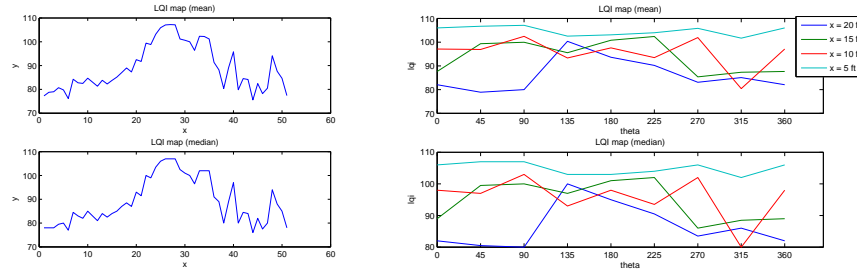 LQI map (mean)
110
100
90
80
70
y
0 10 20 30 40 50 60
x
LQI map (median)
110
100
90
80
70
y
0 10 20 30 40 50 60
x
LQI map (mean)
110
100
90
80
70
lqi
0 45 90 135 180 225 270 315 360
theta
x = 20 f
x = 15 f
x = 10 f
x = 5 ft
LQI map (median)
110
100
90
80
lqi
0 45 90 135 180 225 270 315 360
theta